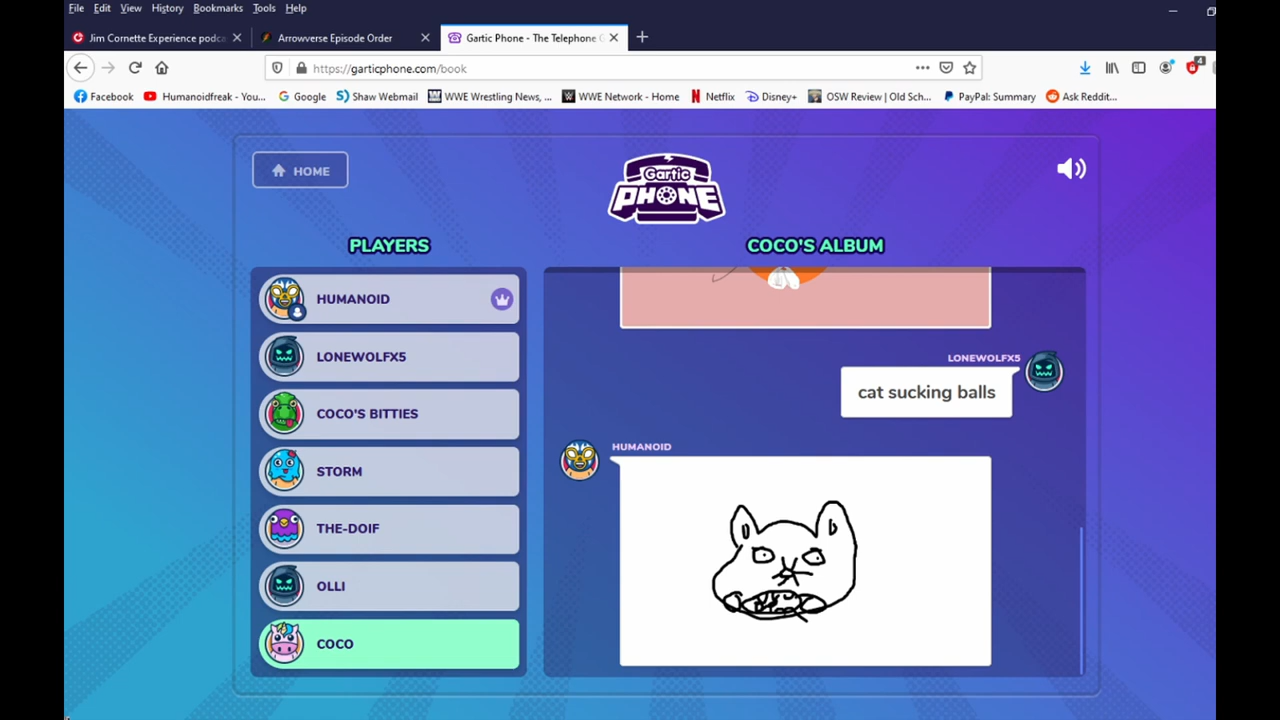 File Edit View History Bookmarks Tools Help
Jim Cornette Experience podca
Arrowverse Episode Order
Gartic Phone - The Telephone G
https://garticphone.com/book
4
Facebook
Humanoidfreak - You...
Google
Shaw Webmail
WWE Wrestling News, ...
WWE Network - Home
Netflix
Disney+
OSW Review | Old Sch...
PayPal: Summary
Ask Reddit...
HOME
Gartic
PHONE
PLAYERS
COCO'S ALBUM
HUMANOID
LONEWOLFX5
COCO'S BITTIES
STORM
THE-DOIF
OLLI
COCO
LONEWOLFX5
cat sucking balls
HUMANOID